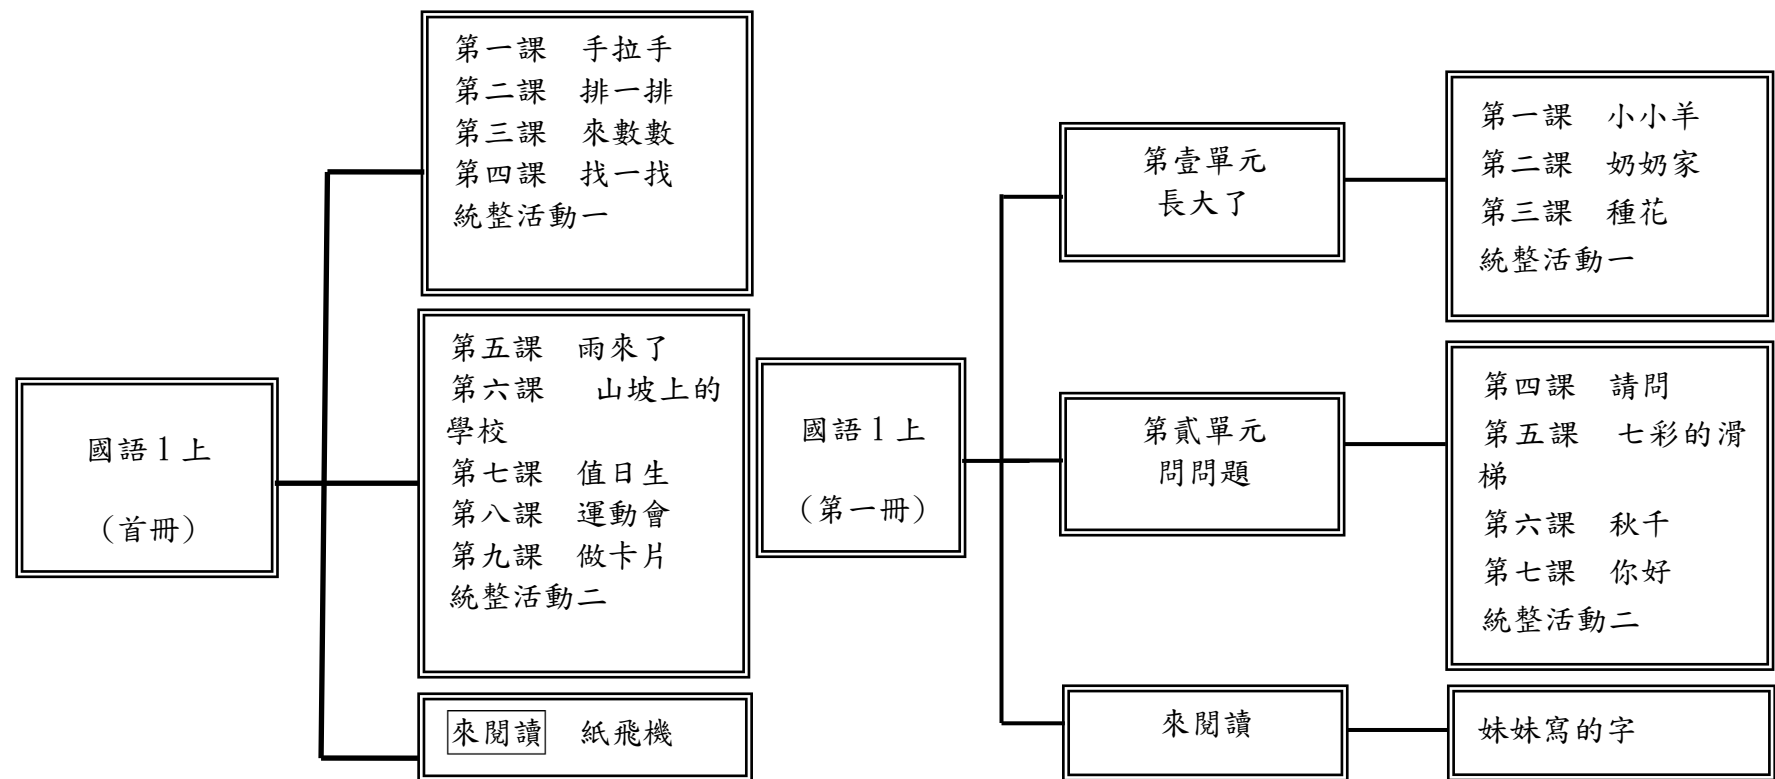 國語1上
（首冊）
第一課　手拉手
第二課　排一排
第三課　來數數
第四課　找一找
統整活動一
第五課　雨來了
第六課　山坡上的
學校
第七課　值日生
第八課　運動會
第九課　做卡片
統整活動二
來閱讀　紙飛機
國語1上
（第一冊）
第壹單元
長大了
第一課　小小羊
第二課　奶奶家
第三課　種花
統整活動一
第貳單元
問問題
第四課　請問
第五課　七彩的滑
梯
第六課　秋千
第七課　你好
統整活動二
來閱讀
妹妹寫的字